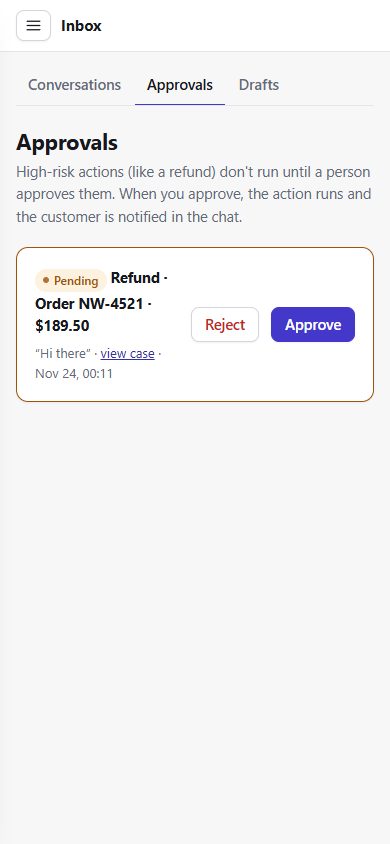 Inbox
Conversations
Approvals
Drafts
Approvals
High-risk actions (like a refund) don't run until a person
approves them. When you approve, the action runs and
the customer is notified in the chat.
Pending Refund ·
Order NW-4521 ·
$189.50
"Hi there" · view case ·
Nov 24, 00:11
Reject
Approve